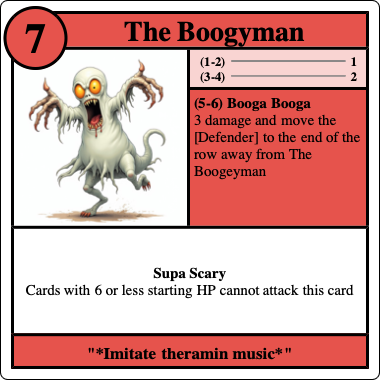 7
The Boogyman
(1-2) 1
(3-4) 2
(5-6) Booga Booga
3 damage and move the
[Defender] to the end of the
row away from The
Boogeyman
Supa Scary
Cards with 6 or less starting HP cannot attack this card
"*Imitate theramin music*"